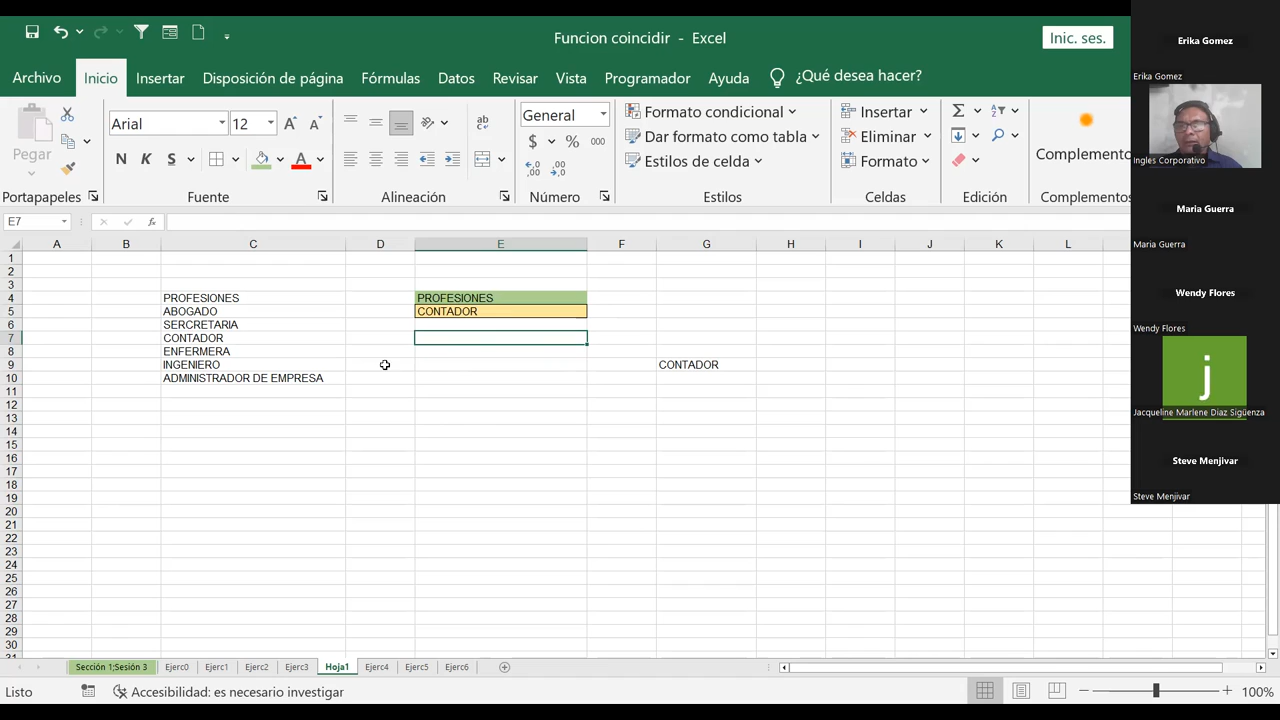 Funcion coincidir - Excel
Inic. ses.
Archivo Inicio Insertar Disposición de página Fórmulas Datos Revisar Vista Programador Ayuda ¿Qué desea hacer?
Pegar
Arial 12
N K S
General
$ % 000
Formato condicional
Dar formato como tabla
Estilos de celda
Insertar
Eliminar
Formato
Complemento
Portapapeles Fuente Alineación Número Estilos Celdas Edición Complementos
E7 fx
A B C D E F G H I J K L
1
2
3
4 PROFESIONES PROFESIONES
5 ABOGADO CONTADOR
6 SERCRETARIA
7 CONTADOR
8 ENFERMERA
9 INGENIERO CONTADOR
10 ADMINISTRADOR DE EMPRESA
11
12
13
14
15
16
17
18
19
20
21
22
23
24
25
26
27
28
29
30
31
Sección 1;Sesión 3 Ejerc0 Ejerc1 Ejerc2 Ejerc3 Hoja1 Ejerc4 Ejerc5 Ejerc6
Listo Accesibilidad: es necesario investigar 100%
Erika Gomez
Erika Gomez
Ingles Corporativo
Maria Guerra
Maria Guerra
Wendy Flores
Wendy Flores
j
Jacqueline Marlene Diaz Sigüenza
Steve Menjivar
Steve Menjivar